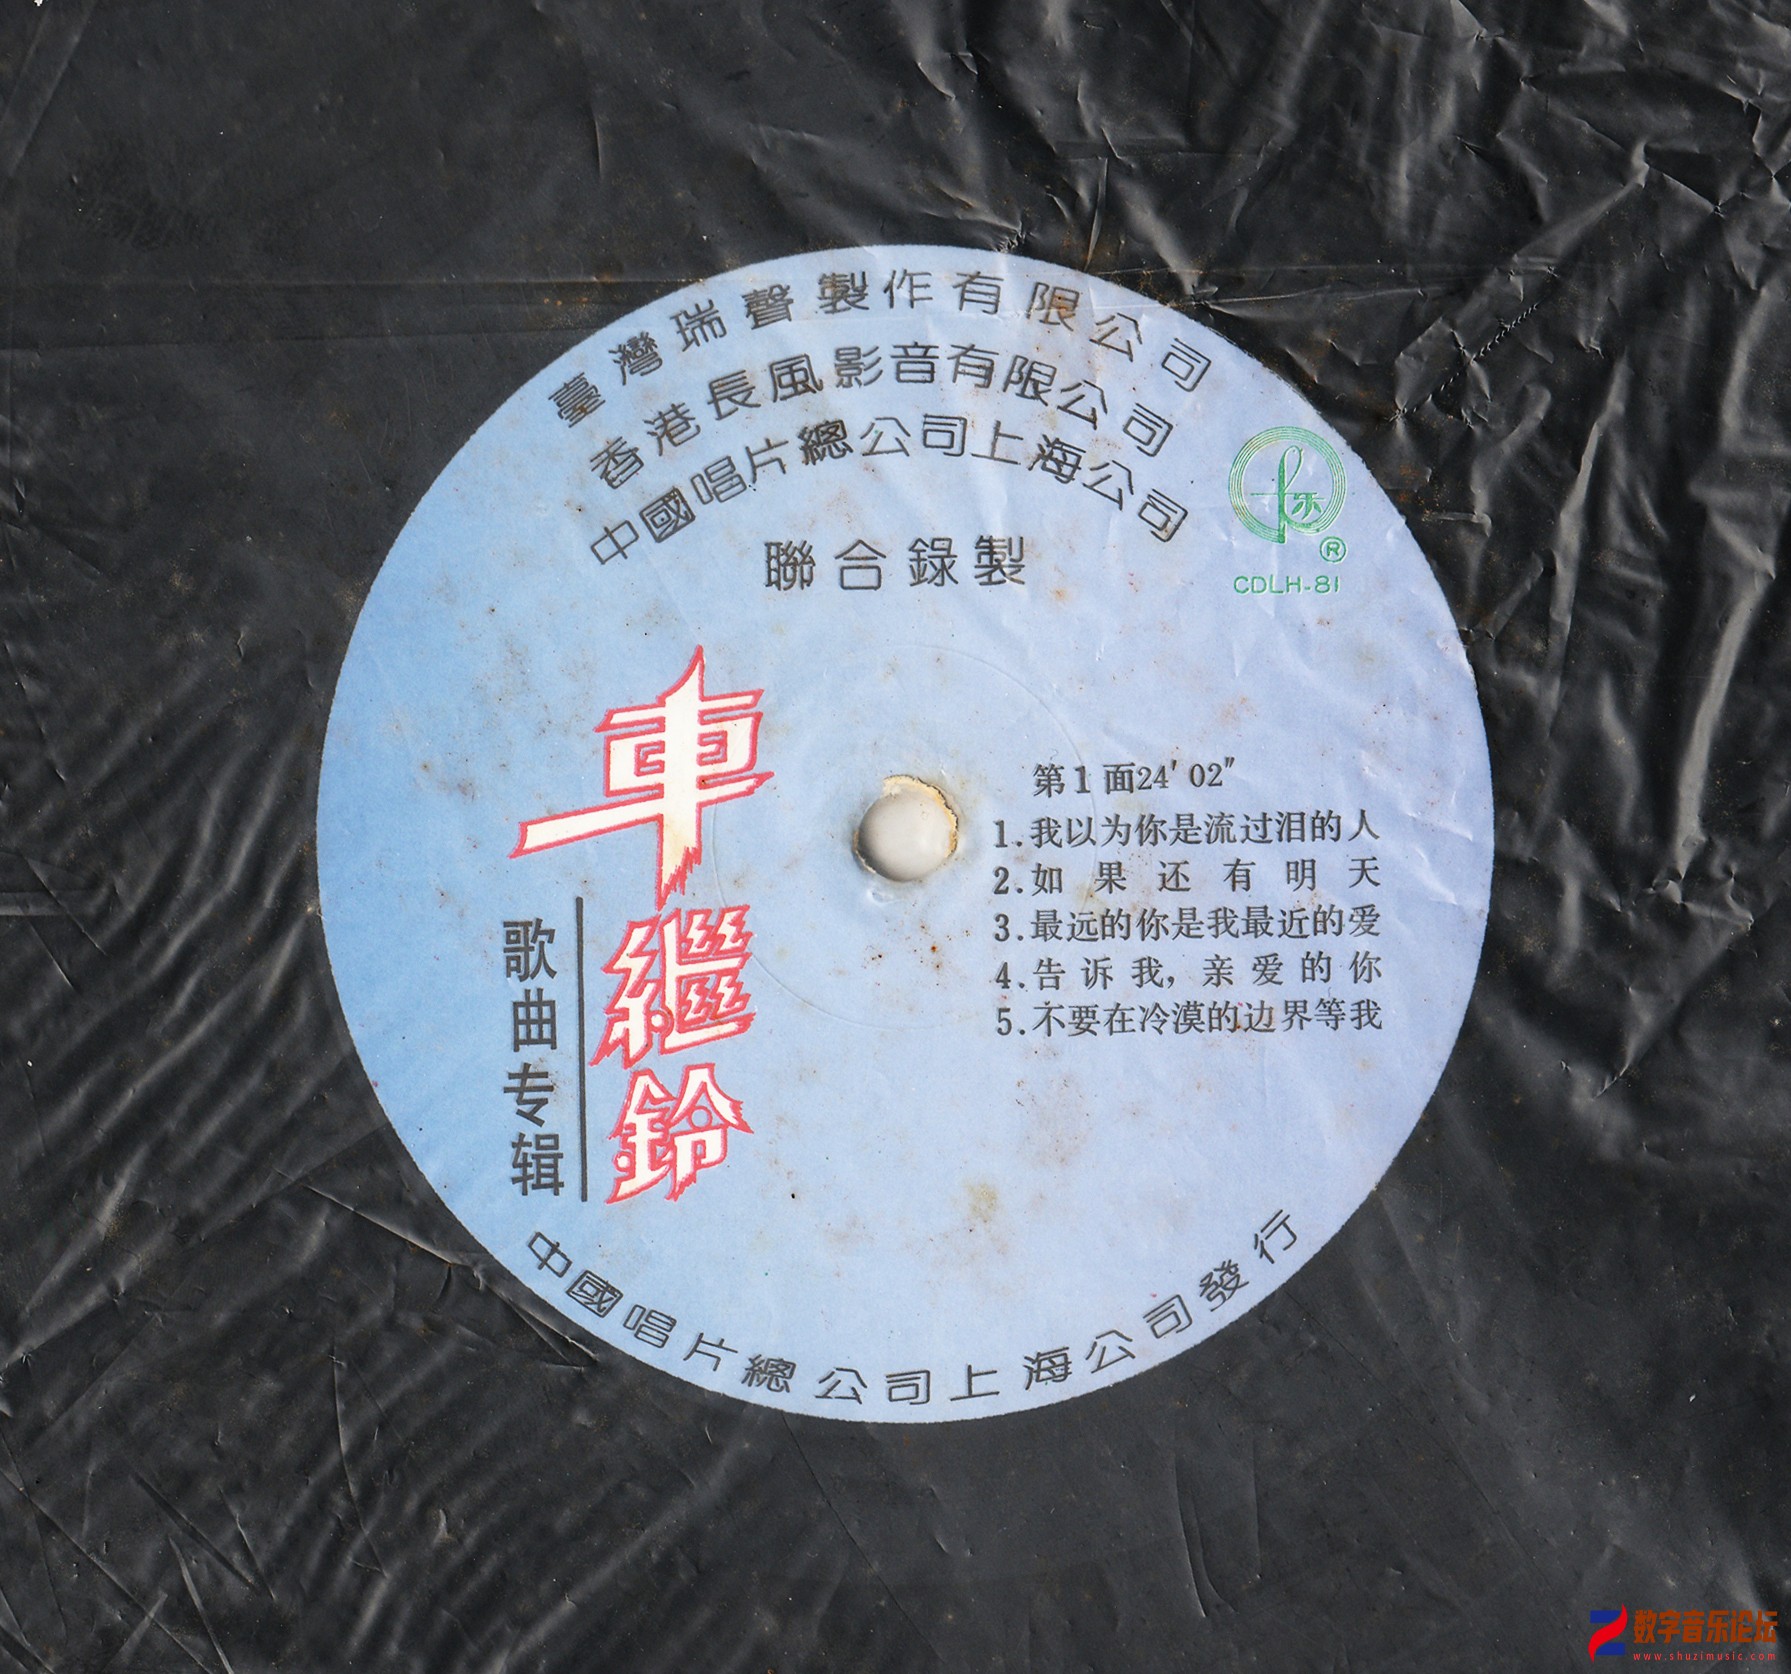 臺灣瑞聲製作有限公司
香港長風影音有限公司
中國唱片總公司上海公司
聯合錄製
乐
®
CDLH-81
車繼鈴
歌曲专辑
第1面24′02″
1.我以为你是流过泪的人
2.如果还有明天
3.最远的你是我最近的爱
4.告诉我，亲爱的你
5.不要在冷漠的边界等我
中國唱片總公司上海公司發行
数字音乐论坛
www.shuzimusic.com